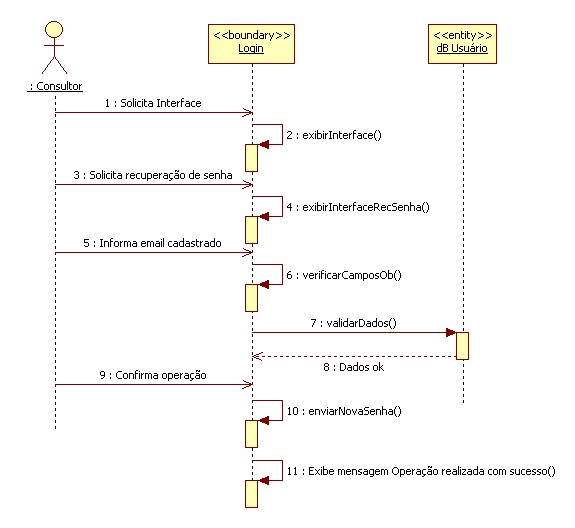 <<boundary>>
Login
<<entity>>
dB Usuário
: Consultor
1 : Solicita Interface
2 : exibirInterface()
3 : Solicita recuperação de senha
4 : exibirInterfaceRecSenha()
5 : Informa email cadastrado
6 : verificarCamposOb()
7 : validarDados()
8 : Dados ok
9 : Confirma operação
10 : enviarNovaSenha()
11 : Exibe mensagem Operação realizada com sucesso()